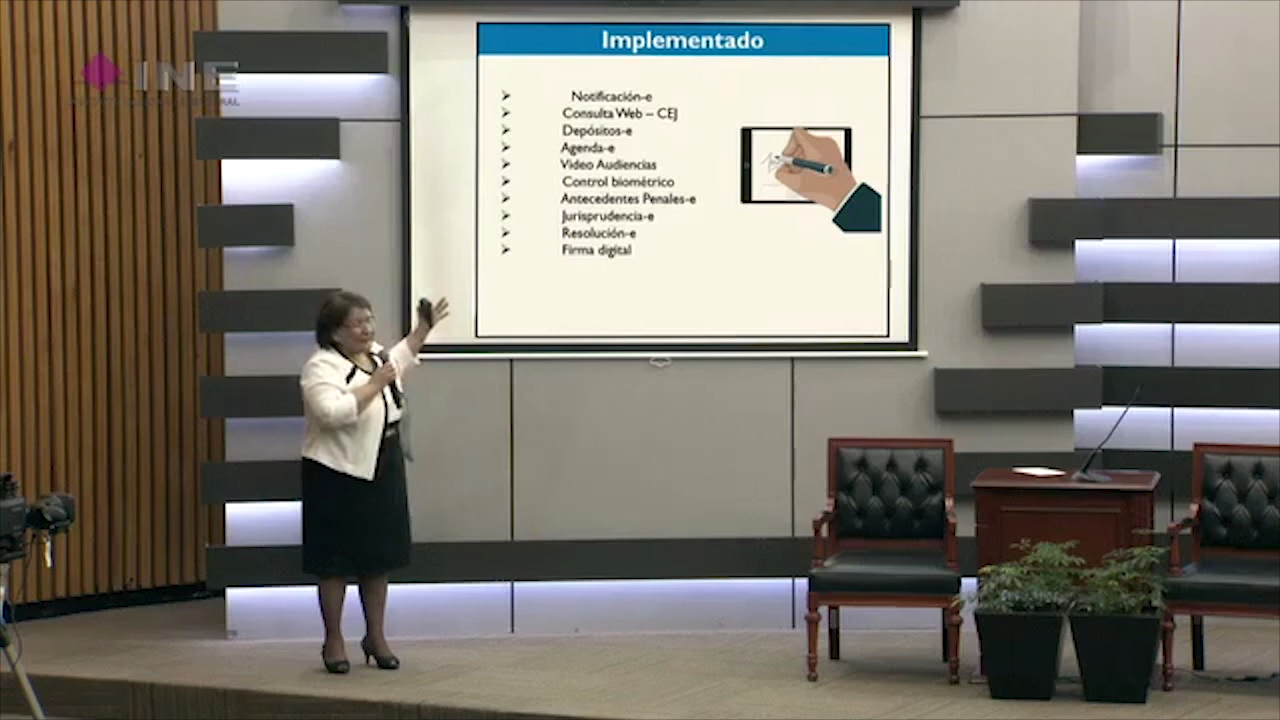 INE
Implementado
➢ Notificación-e
➢ Consulta Web – CEJ
➢ Depósitos-e
➢ Agenda-e
➢ Video Audiencias
➢ Control biométrico
➢ Antecedentes Penales-e
➢ Jurisprudencia-e
➢ Resolución-e
➢ Firma digital